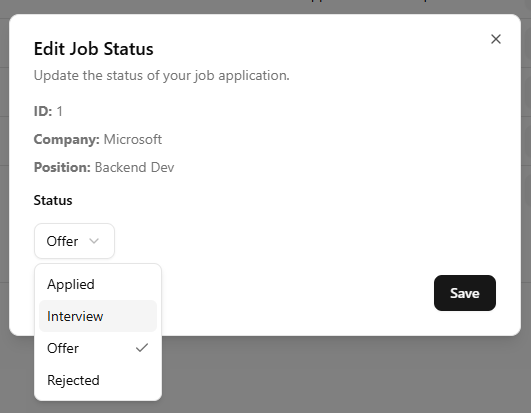 Edit Job Status
Update the status of your job application.
ID: 1
Company: Microsoft
Position: Backend Dev
Status
Offer
Applied
Interview
Offer
Rejected
Save